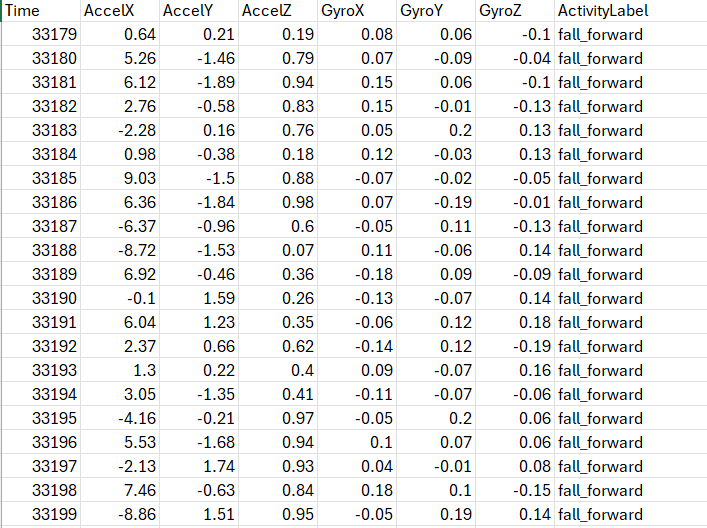 Time AccelX AccelY AccelZ GyroX GyroY GyroZ ActivityLabel
33179 0.64 0.21 0.19 0.08 0.06 -0.1 fall_forward
33180 5.26 -1.46 0.79 0.07 -0.09 -0.04 fall_forward
33181 6.12 -1.89 0.94 0.15 0.06 -0.1 fall_forward
33182 2.76 -0.58 0.83 0.15 -0.01 -0.13 fall_forward
33183 -2.28 0.16 0.76 0.05 0.2 0.13 fall_forward
33184 0.98 -0.38 0.18 0.12 -0.03 0.13 fall_forward
33185 9.03 -1.5 0.88 -0.07 -0.02 -0.05 fall_forward
33186 6.36 -1.84 0.98 0.07 -0.19 -0.01 fall_forward
33187 -6.37 -0.96 0.6 -0.05 0.11 -0.13 fall_forward
33188 -8.72 -1.53 0.07 0.11 -0.06 0.14 fall_forward
33189 6.92 -0.46 0.36 -0.18 0.09 -0.09 fall_forward
33190 -0.1 1.59 0.26 -0.13 -0.07 0.14 fall_forward
33191 6.04 1.23 0.35 -0.06 0.12 0.18 fall_forward
33192 2.37 0.66 0.62 -0.14 0.12 -0.19 fall_forward
33193 1.3 0.22 0.4 0.09 -0.07 0.16 fall_forward
33194 3.05 -1.35 0.41 -0.11 -0.07 -0.06 fall_forward
33195 -4.16 -0.21 0.97 -0.05 0.2 0.06 fall_forward
33196 5.53 -1.68 0.94 0.1 0.07 0.06 fall_forward
33197 -2.13 1.74 0.93 0.04 -0.01 0.08 fall_forward
33198 7.46 -0.63 0.84 0.18 0.1 -0.15 fall_forward
33199 -8.86 1.51 0.95 -0.05 0.19 0.14 fall_forward